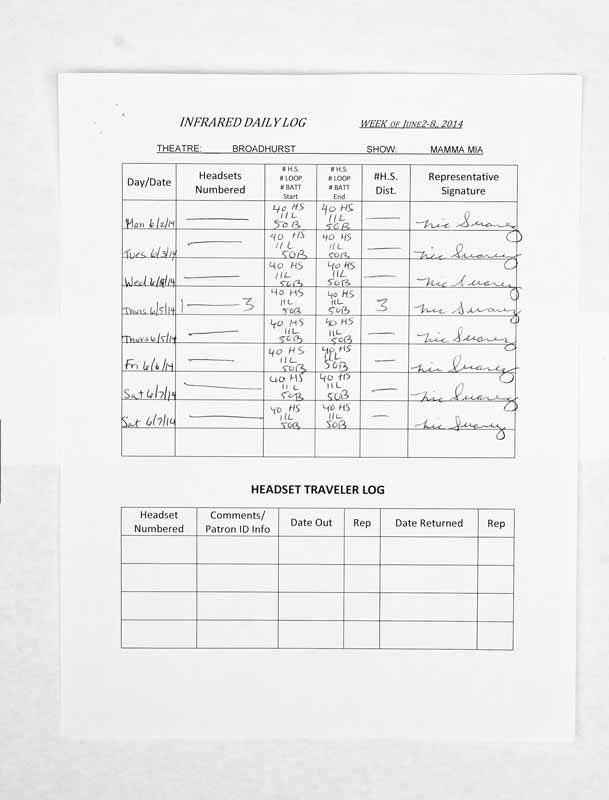 INFRARED DAILY LOG WEEK OF JUNE2-8, 2014
THEATRE: BROADHURST SHOW: MAMMA MIA
Day/Date Headsets Numbered # H.S. # LOOP # BATT Start # H.S. # LOOP # BATT End #H.S. Dist. Representative Signature
Mon 6/2/14 — 40 HS 11L 50B 40 HS 11L 50B — Nic Suarez
Tues 6/3/14 — 40 HS 11L 50B 40 HS 11L 50B — Nic Suarez
Wed 6/4/14 — 40 HS 11L 50B 40 HS 11L 50B — Nic Suarez
Thurs 6/5/14 1 — 3 40 HS 11L 50B 40 HS 11L 50B 3 Nic Suarez
Thurs 6/5/14 — 40 HS 11L 50B 40 HS 11L 50B — Nic Suarez
Fri 6/6/14 — 40 HS 11L 50B 40 HS 11L 50B — Nic Suarez
Sat 6/7/14 — 40 HS 11L 50B 40 HS 11L 50B — Nic Suarez
Sat 6/7/14 — 40 HS 11L 50B 40 HS 11L 50B — Nic Suarez
HEADSET TRAVELER LOG
Headset Numbered Comments/ Patron ID Info Date Out Rep Date Returned Rep